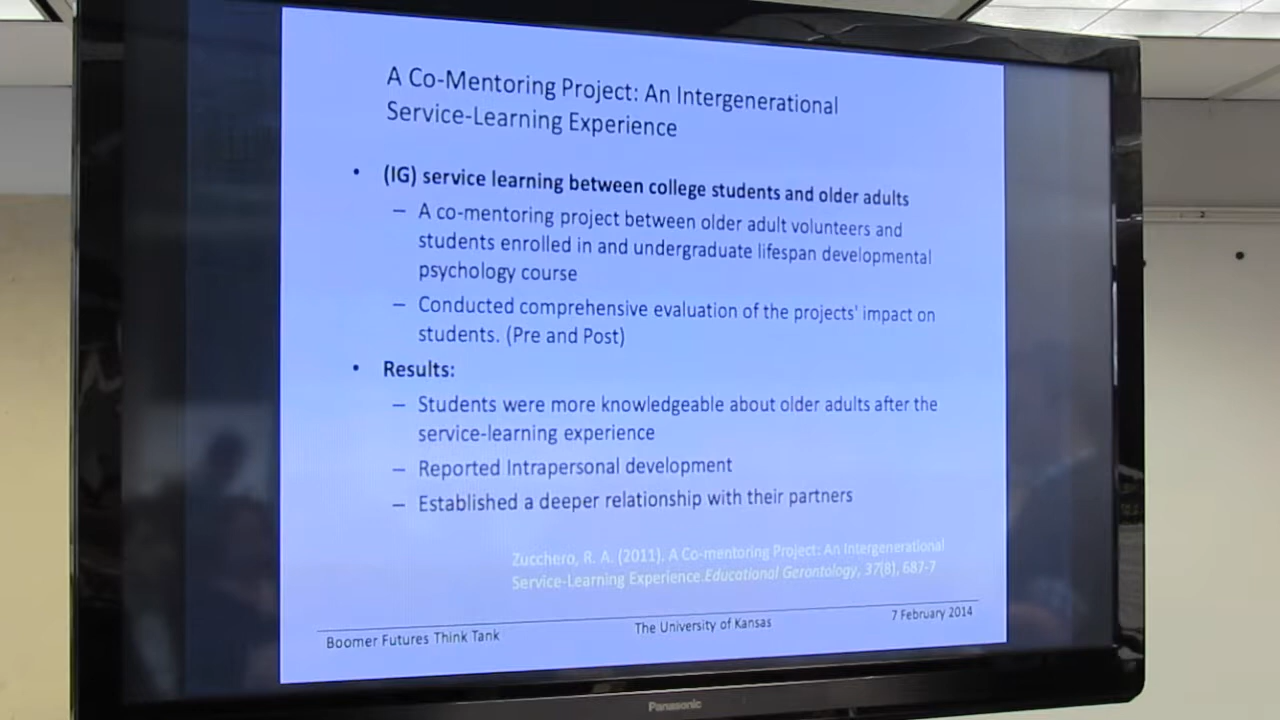 A Co-Mentoring Project: An Intergenerational
Service-Learning Experience
• (IG) service learning between college students and older adults
– A co-mentoring project between older adult volunteers and
students enrolled in and undergraduate lifespan developmental
psychology course
– Conducted comprehensive evaluation of the projects' impact on
students. (Pre and Post)
• Results:
– Students were more knowledgeable about older adults after the
service-learning experience
– Reported Intrapersonal development
– Established a deeper relationship with their partners
Zucchero, R. A. (2011). A Co-mentoring Project: An Intergenerational
Service-Learning Experience.Educational Gerontology, 37(8), 687-7
Boomer Futures Think Tank The University of Kansas 7 February 2014
Panasonic